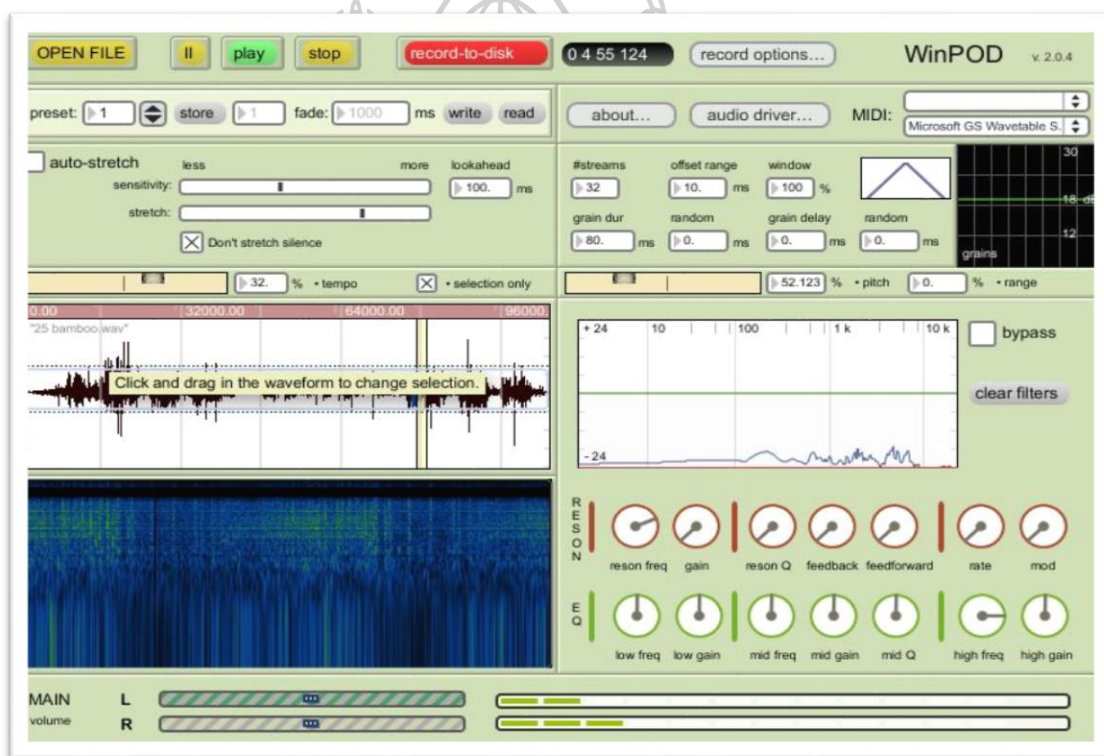 OPEN FILE II play stop record-to-disk 0 4 55 124 record options... WinPOD v. 2.0.4
preset: 1 store 1 fade: 1000 ms write read
about... audio driver... MIDI: Microsoft GS Wavetable S.
auto-stretch less more lookahead
sensitivity: 100. ms
stretch:
Don't stretch silence
#streams offset range window
32 10. ms 100 %
grain dur random grain delay random
80. ms 0. ms 0. ms 0. ms
30
18 dB
12
grains
32. % • tempo • selection only
52.123 % • pitch 0. % • range
0.00 32000.00 64000.00 96000.
"25 bamboo.wav"
Click and drag in the waveform to change selection.
+ 24 10 100 1 k 10 k
- 24
bypass
clear filters
RESON
reson freq gain reson Q feedback feedforward rate mod
EQ
low freq low gain mid freq mid gain mid Q high freq high gain
MAIN L
volume R